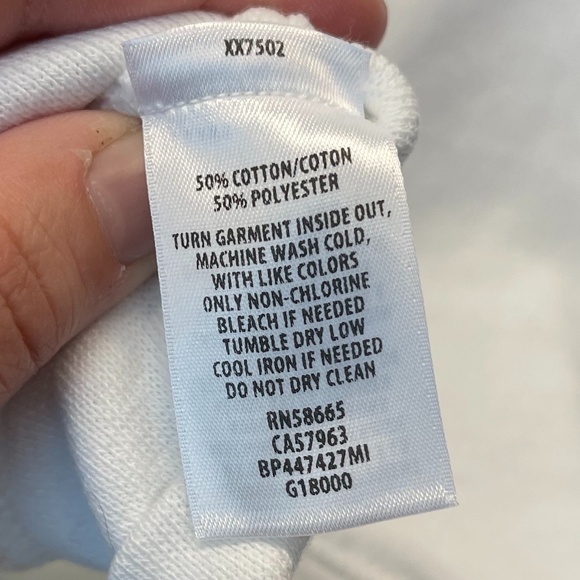 XX7502
50% COTTON/COTON
50% POLYESTER
TURN GARMENT INSIDE OUT,
MACHINE WASH COLD,
WITH LIKE COLORS
ONLY NON-CHLORINE
BLEACH IF NEEDED
TUMBLE DRY LOW
COOL IRON IF NEEDED
DO NOT DRY CLEAN
RN58665
CA57963
BP447427MI
G18000